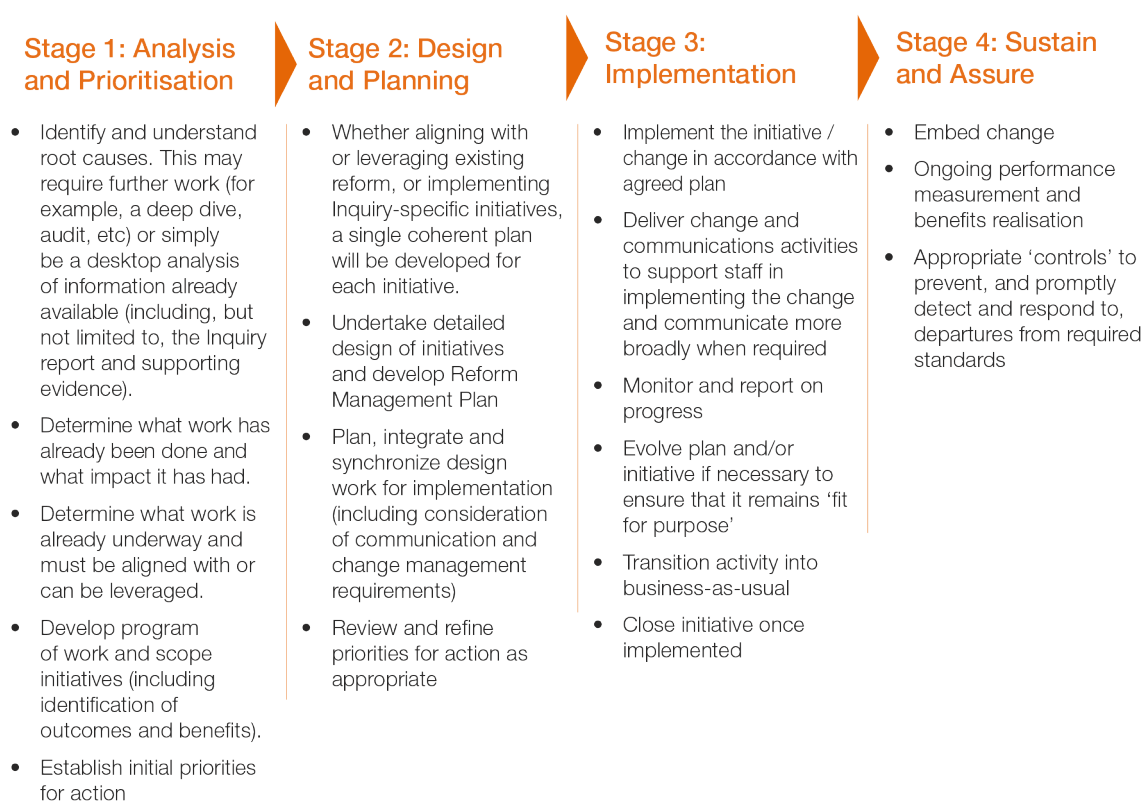 Stage 1: Analysis
and Prioritisation
• Identify and understand
root causes. This may
require further work (for
example, a deep dive,
audit, etc) or simply
be a desktop analysis
of information already
available (including, but
not limited to, the Inquiry
report and supporting
evidence).
• Determine what work has
already been done and
what impact it has had.
• Determine what work is
already underway and
must be aligned with or
can be leveraged.
• Develop program
of work and scope
initiatives (including
identification of
outcomes and benefits).
• Establish initial priorities
for action
Stage 2: Design
and Planning
• Whether aligning with
or leveraging existing
reform, or implementing
Inquiry-specific initiatives,
a single coherent plan
will be developed for
each initiative.
• Undertake detailed
design of initiatives
and develop Reform
Management Plan
• Plan, integrate and
synchronize design
work for implementation
(including consideration
of communication and
change management
requirements)
• Review and refine
priorities for action as
appropriate
Stage 3:
Implementation
• Implement the initiative /
change in accordance with
agreed plan
• Deliver change and
communications activities
to support staff in
implementing the change
and communicate more
broadly when required
• Monitor and report on
progress
• Evolve plan and/or
initiative if necessary to
ensure that it remains ‘fit
for purpose’
• Transition activity into
business-as-usual
• Close initiative once
implemented
Stage 4: Sustain
and Assure
• Embed change
• Ongoing performance
measurement and
benefits realisation
• Appropriate ‘controls’ to
prevent, and promptly
detect and respond to,
departures from required
standards